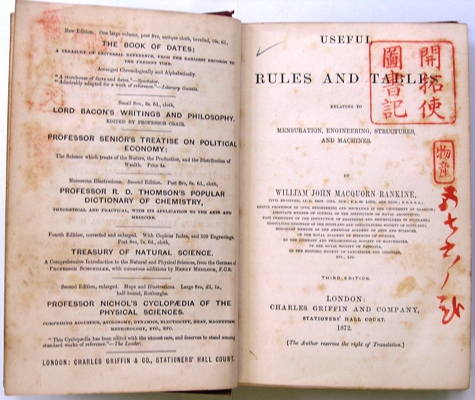 New Edition. One large volume, post 8vo, antique cloth, bevelled, 10s. 6d.,
THE BOOK OF DATES:
A TREASURY OF UNIVERSAL REFERENCE, FROM THE EARLIEST RECORDS TO
THE PRESENT TIME.
Arranged Chronologically and Alphabetically.
"A storehouse of facts and dates."—Spectator.
"Admirably adapted for a work of reference."—Literary Gazette.
Small 8vo, 3s. 6d., cloth,
LORD BACON'S WRITINGS AND PHILOSOPHY.
EDITED BY PROFESSOR CRAIK.
PROFESSOR SENIOR'S TREATISE ON POLITICAL
ECONOMY:
The Science which treats of the Nature, the Production, and the Distribution of
Wealth. Price 4s.
Numerous Illustrations. Second Edition. Post 8vo, 5s., cloth,
PROFESSOR R. D. THOMSON'S POPULAR
DICTIONARY OF CHEMISTRY,
THEORETICAL AND PRACTICAL, WITH ITS APPLICATION TO THE ARTS AND
MEDICINE.
Fourth Edition, corrected and enlarged. With Copious Index, and 500 Engravings.
Post 8vo, 7s. 6d., cloth,
TREASURY OF NATURAL SCIENCE.
A Comprehensive Introduction to the Natural and Physical Sciences, from the German of
Professor SCHOEDLER, with numerous additions by HENRY MEDLOCK, F.C.S.
Second Edition, enlarged. Maps and Illustrations. Large 8vo,
half-bound, Roxburghe.
PROFESSOR NICHOL'S CYCLOPÆDIA OF THE
PHYSICAL SCIENCES.
COMPRISING ACOUSTICS, ASTRONOMY, DYNAMICS, ELECTRICITY, HEAT, MAGNETISM,
METEOROLOGY, ETC., ETC.
"This Cyclopædia has been edited with the utmost care, and deserves to stand among
standard works of reference."—The Leader.
LONDON: CHARLES GRIFFIN & CO., STATIONERS' HALL COURT.
USEFUL
RULES AND TABLES
RELATING TO
MENSURATION, ENGINEERING, STRUCTURES,
AND MACHINES.
BY
WILLIAM JOHN MACQUORN RANKINE,
THIRD EDITION.
LONDON:
CHARLES GRIFFIN AND COMPANY,
STATIONERS' HALL COURT.
1872.
[The Author reserves the right of Translation.]
開拓使
圖書記
物産